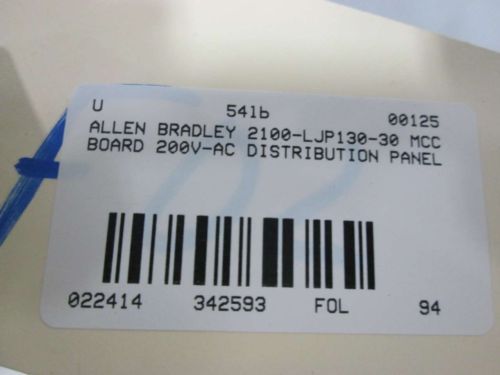 U 541b 00125
ALLEN BRADLEY 2100-LJP130-30 MCC
BOARD 200V-AC DISTRIBUTION PANEL
022414 342593 FOL 94